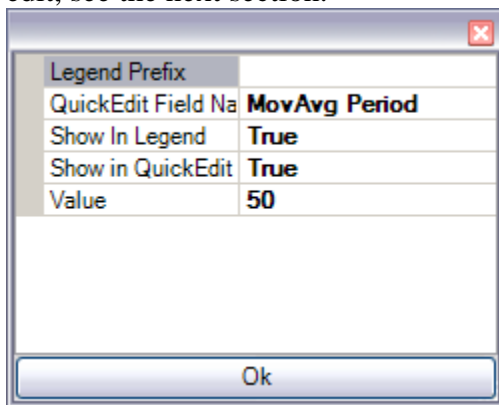 edit, see the next section.
Legend Prefix
QuickEdit Field Na MovAvg Period
Show In Legend True
Show in QuickEdit True
Value 50
Ok